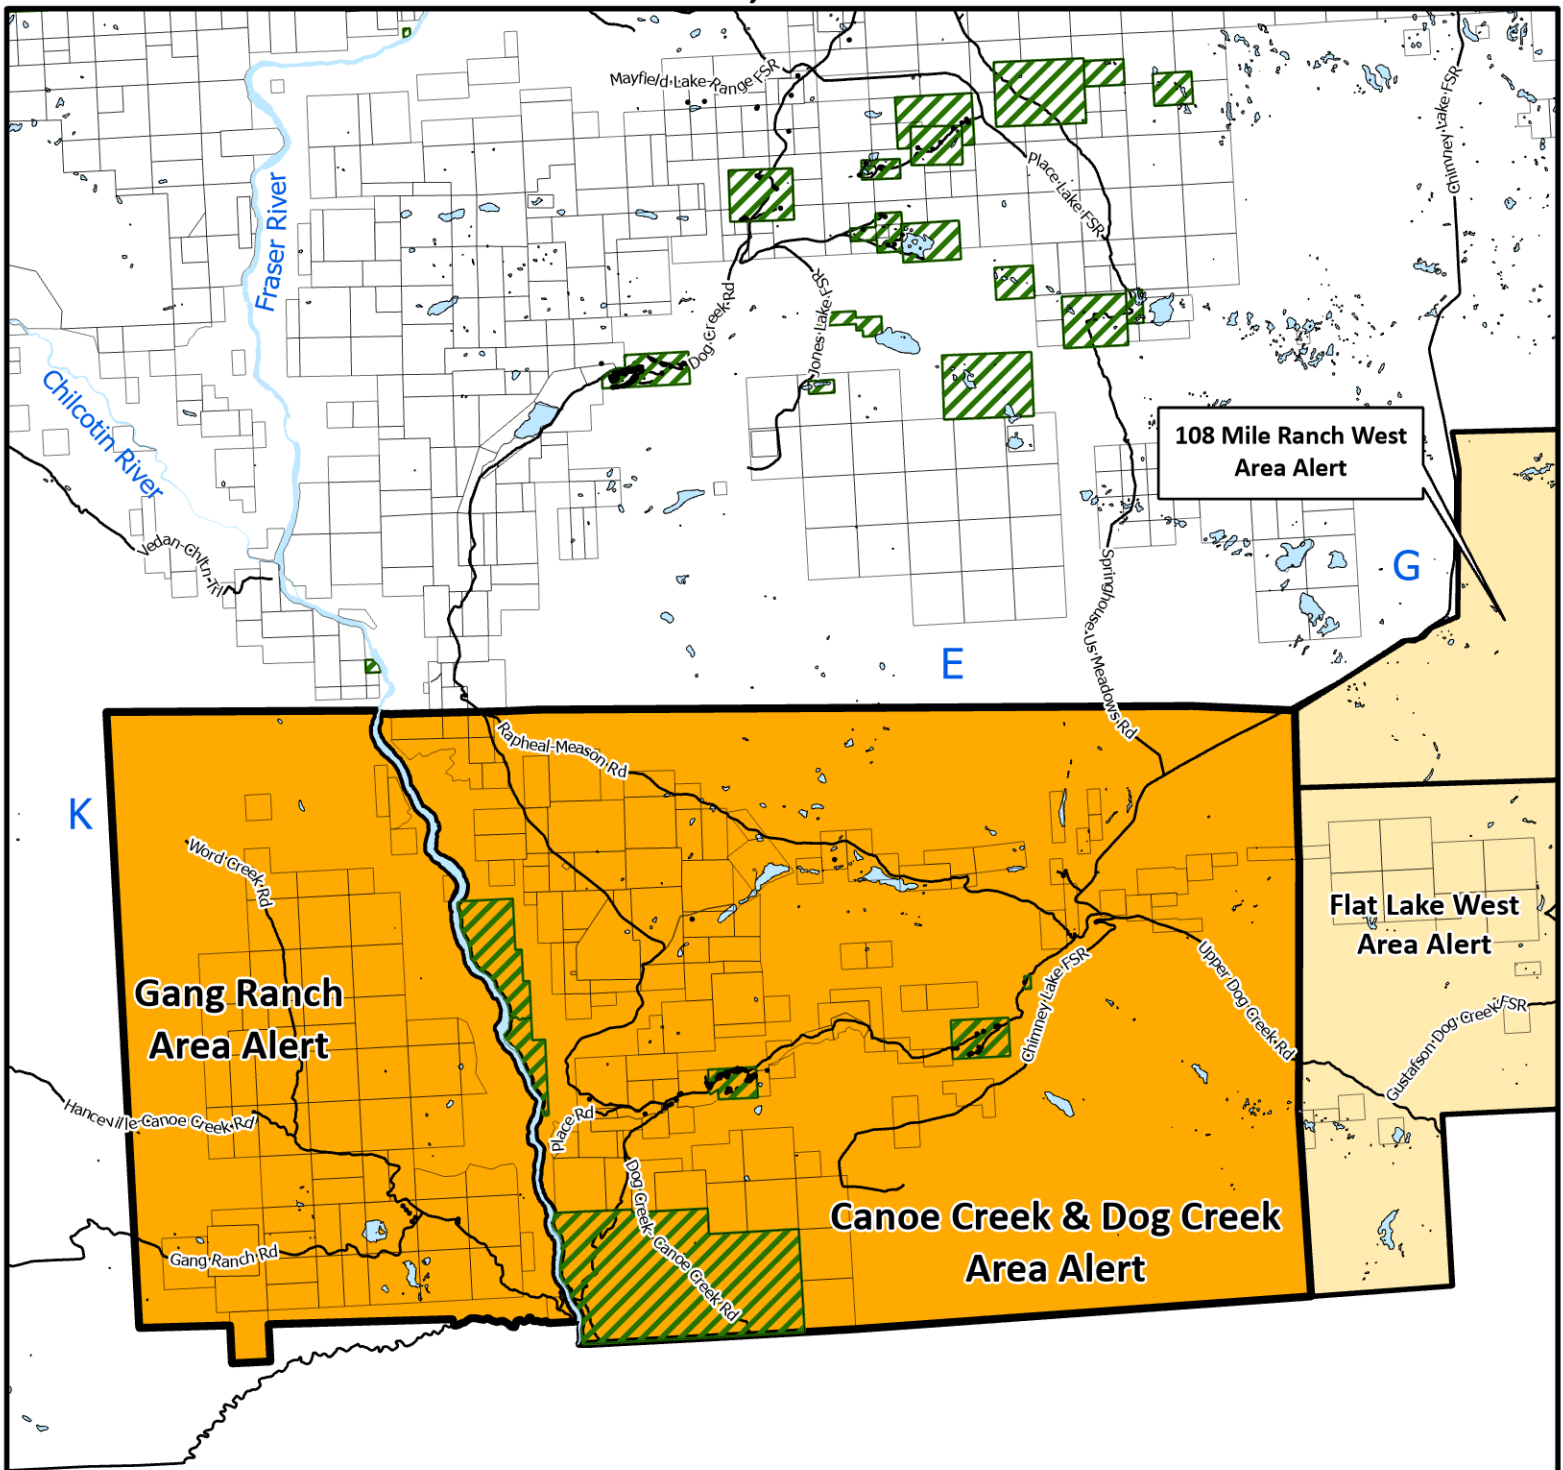 Mayfield Lake-Range FSR
Chimney Lake FSR
Place Lake FSR
Fraser River
Dog Creek Rd
Jones Lake FSR
Chilcotin River
108 Mile Ranch West
Area Alert
Vedan-Chltn-Trl
G
Springhouse-Us Meadows Rd
E
Rapheal-Meason Rd
K
Word Creek Rd
Flat Lake West
Area Alert
Upper Dog Creek Rd
Chimney Lake FSR
Gang Ranch
Area Alert
Gustafson-Dog Creek FSR
Hanceville-Canoe Creek Rd
Place Rd
Dog Creek- Canoe Creek Rd
Canoe Creek & Dog Creek
Area Alert
Gang Ranch Rd